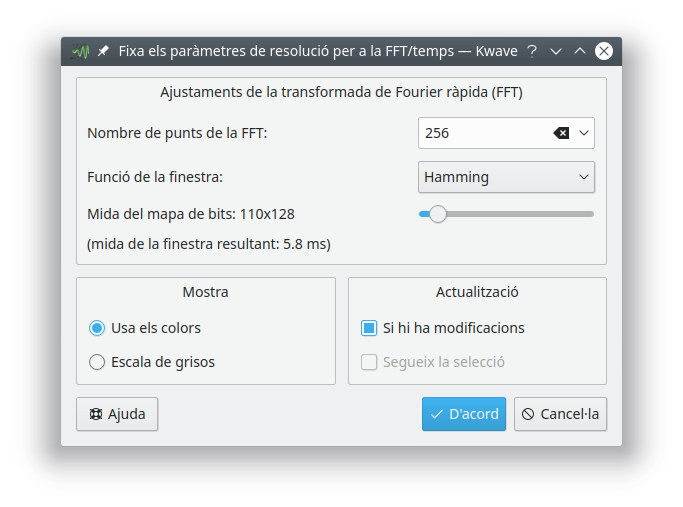 Fixa els paràmetres de resolució per a la FFT/temps — Kwave
Ajustaments de la transformada de Fourier ràpida (FFT)
Nombre de punts de la FFT: 256
Funció de la finestra: Hamming
Mida del mapa de bits: 110x128
(mida de la finestra resultant: 5.8 ms)
Mostra
Usa els colors
Escala de grisos
Actualització
Si hi ha modificacions
Segueix la selecció
Ajuda
D'acord
Cancel·la